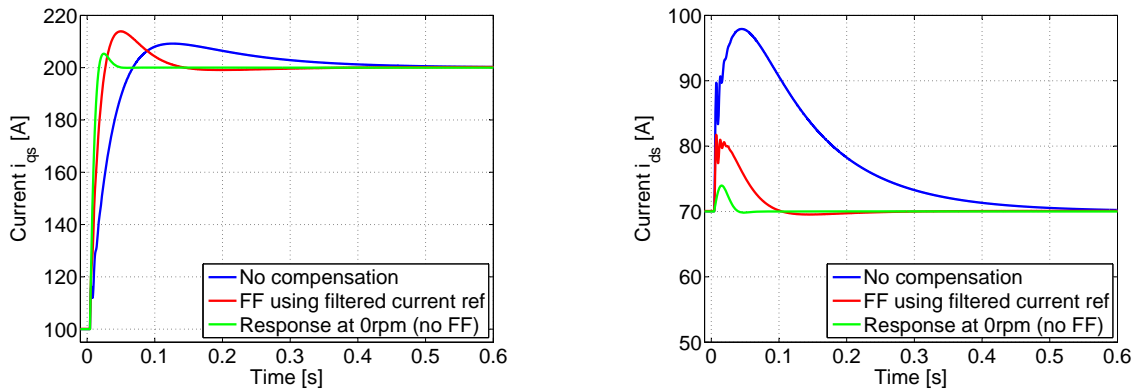 220
200
180
160
140
120
100
Current i_qs [A]
0 0.1 0.2 0.3 0.4 0.5 0.6
Time [s]
No compensation
FF using filtered current ref
Response at 0rpm (no FF)
100
90
80
70
60
50
Current i_ds [A]
0 0.1 0.2 0.3 0.4 0.5 0.6
Time [s]
No compensation
FF using filtered current ref
Response at 0rpm (no FF)